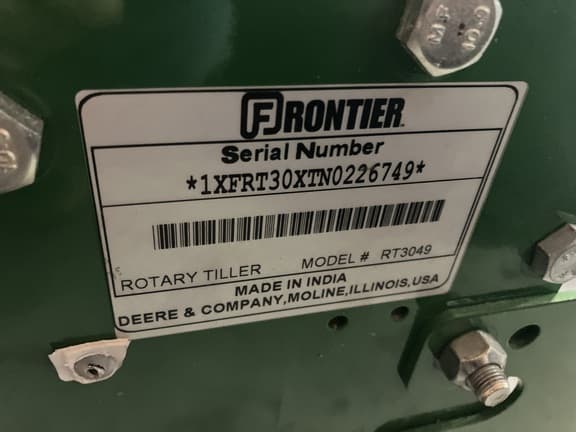 FRONTIER
Serial Number
*1XFRT30XTN0226749*
ROTARY TILLER MODEL # RT3049
MADE IN INDIA
DEERE & COMPANY,MOLINE,ILLINOIS,USA